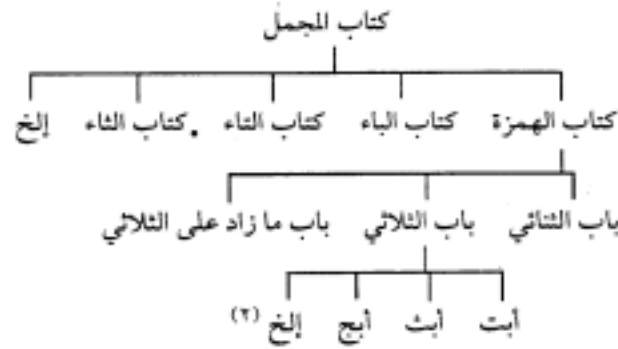 كتاب المجمل
كتاب الهمزة كتاب الباء كتاب التاء كتاب الثاء إلخ
باب الثنائي باب الثلاثي باب ما زاد على الثلاثي
أبت أبث أبج إلخ (٢)